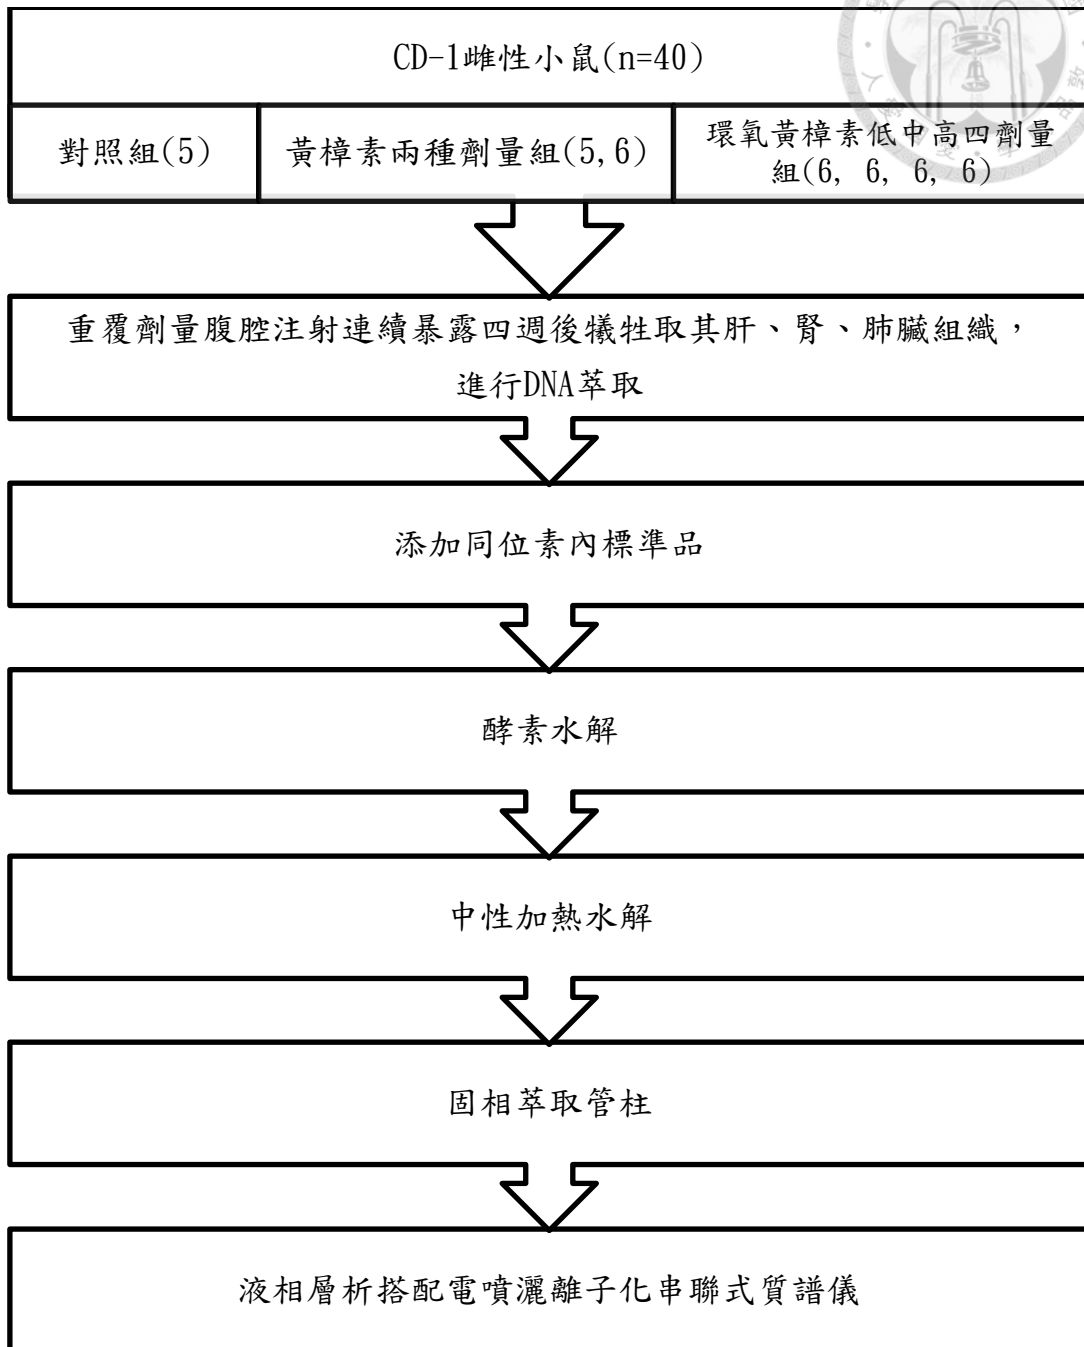 CD-1雌性小鼠(n=40)
對照組(5)
黃樟素兩種劑量組(5,6)
環氧黃樟素低中高四劑量
組(6, 6, 6, 6)
重覆劑量腹腔注射連續暴露四週後犧牲取其肝、腎、肺臟組織，
進行DNA萃取
添加同位素內標準品
酵素水解
中性加熱水解
固相萃取管柱
液相層析搭配電噴灑離子化串聯式質譜儀